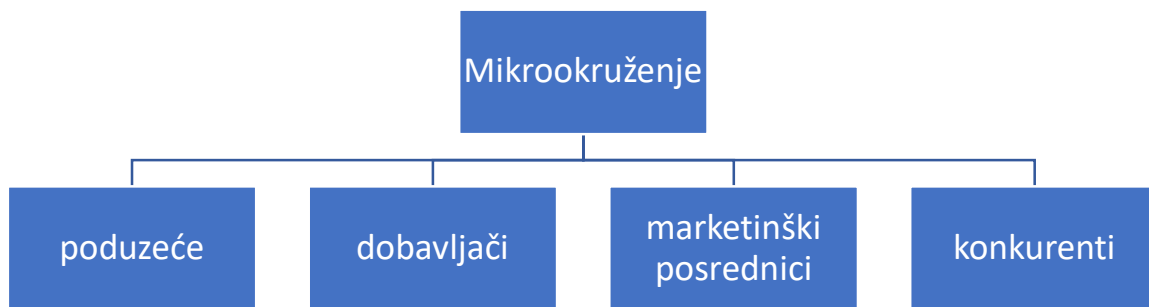 Mikrookruženje
poduzeće
dobavljači
marketinški
posrednici
konkurenti